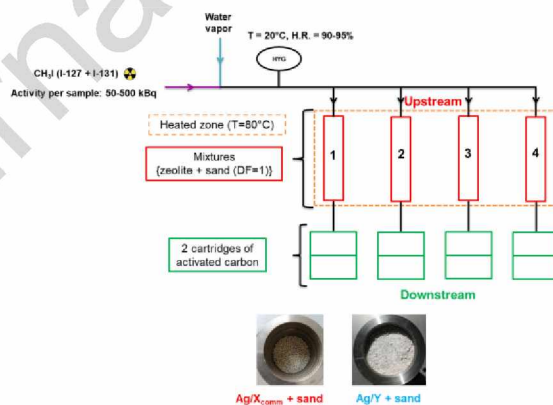 Water
vapor
T = 20°C, H.R. = 90-95%
HYG
CH₃I (I-127 + I-131)
Activity per sample: 50-500 kBq
Upstream
Heated zone (T=80°C)
Mixtures
{zeolite + sand (DF=1)}
1
2
3
4
2 cartridges of
activated carbon
Downstream
Ag/Xcomm + sand
Ag/Y + sand